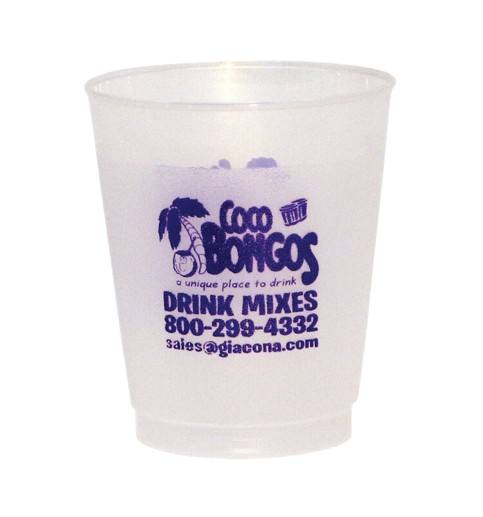 COCO
BONGOS
a unique place to drink
DRINK MIXES
800-299-4332
sales@giacona.com